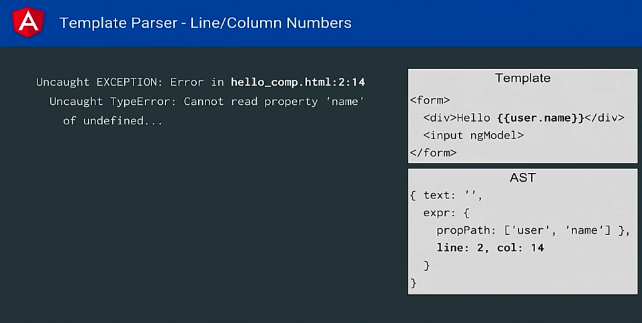 Template Parser - Line/Column Numbers
Uncaught EXCEPTION: Error in hello_comp.html:2:14
Uncaught TypeError: Cannot read property 'name'
of undefined...
Template
<form>
<div>Hello {{user.name}}</div>
<input ngModel>
</form>
AST
{ text: '',
expr: {
propPath: ['user', 'name'] },
line: 2, col: 14
}
}